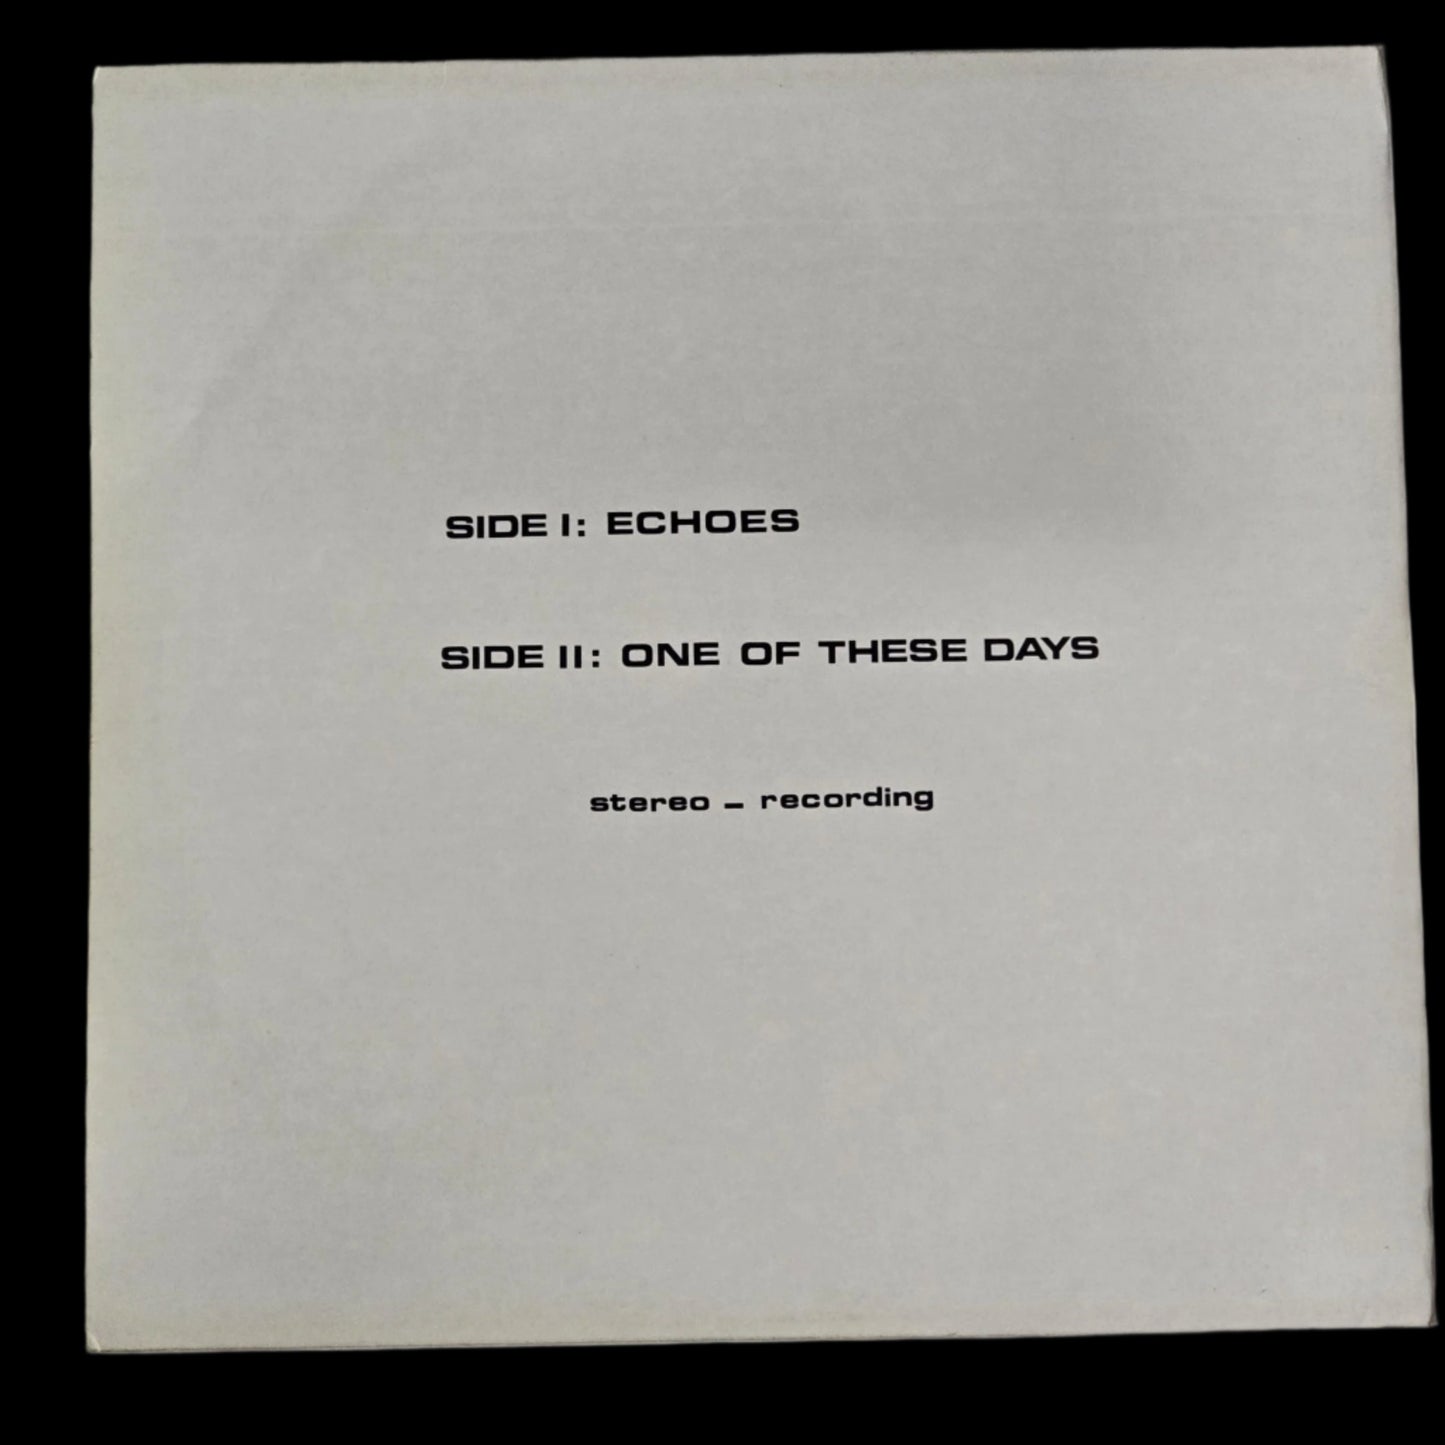 SIDE I: ECHOES
SIDE II: ONE OF THESE DAYS
stereo – recording